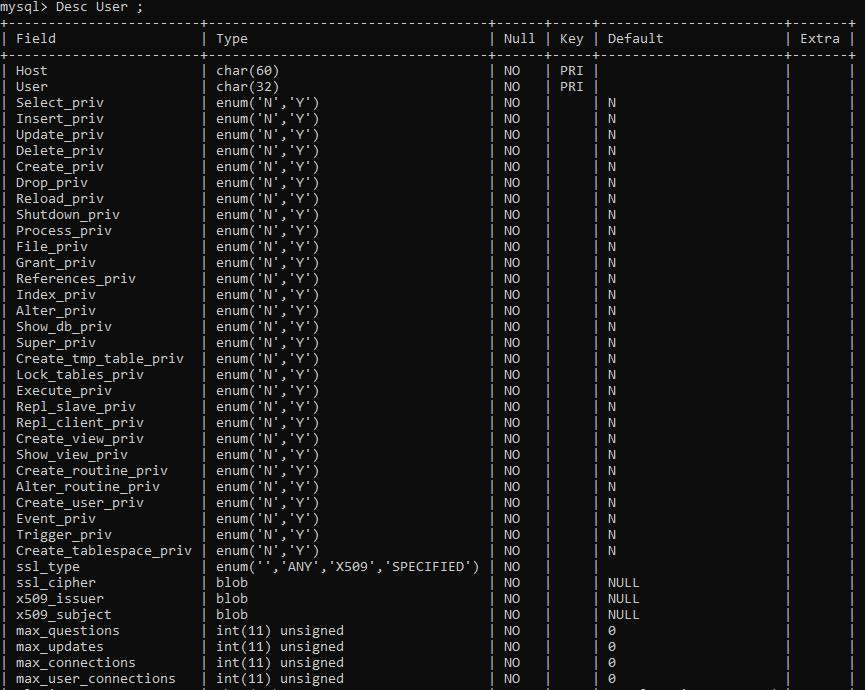 mysql> Desc User ;
+------------------------+-----------------------------------+------+-----+-----------------------+-------+
| Field | Type | Null | Key | Default | Extra |
+------------------------+-----------------------------------+------+-----+-----------------------+-------+
| Host | char(60) | NO | PRI | | |
| User | char(32) | NO | PRI | | |
| Select_priv | enum('N','Y') | NO | | N | |
| Insert_priv | enum('N','Y') | NO | | N | |
| Update_priv | enum('N','Y') | NO | | N | |
| Delete_priv | enum('N','Y') | NO | | N | |
| Create_priv | enum('N','Y') | NO | | N | |
| Drop_priv | enum('N','Y') | NO | | N | |
| Reload_priv | enum('N','Y') | NO | | N | |
| Shutdown_priv | enum('N','Y') | NO | | N | |
| Process_priv | enum('N','Y') | NO | | N | |
| File_priv | enum('N','Y') | NO | | N | |
| Grant_priv | enum('N','Y') | NO | | N | |
| References_priv | enum('N','Y') | NO | | N | |
| Index_priv | enum('N','Y') | NO | | N | |
| Alter_priv | enum('N','Y') | NO | | N | |
| Show_db_priv | enum('N','Y') | NO | | N | |
| Super_priv | enum('N','Y') | NO | | N | |
| Create_tmp_table_priv | enum('N','Y') | NO | | N | |
| Lock_tables_priv | enum('N','Y') | NO | | N | |
| Execute_priv | enum('N','Y') | NO | | N | |
| Repl_slave_priv | enum('N','Y') | NO | | N | |
| Repl_client_priv | enum('N','Y') | NO | | N | |
| Create_view_priv | enum('N','Y') | NO | | N | |
| Show_view_priv | enum('N','Y') | NO | | N | |
| Create_routine_priv | enum('N','Y') | NO | | N | |
| Alter_routine_priv | enum('N','Y') | NO | | N | |
| Create_user_priv | enum('N','Y') | NO | | N | |
| Event_priv | enum('N','Y') | NO | | N | |
| Trigger_priv | enum('N','Y') | NO | | N | |
| Create_tablespace_priv | enum('N','Y') | NO | | N | |
| ssl_type | enum('','ANY','X509','SPECIFIED') | NO | | | |
| ssl_cipher | blob | NO | | NULL | |
| x509_issuer | blob | NO | | NULL | |
| x509_subject | blob | NO | | NULL | |
| max_questions | int(11) unsigned | NO | | 0 | |
| max_updates | int(11) unsigned | NO | | 0 | |
| max_connections | int(11) unsigned | NO | | 0 | |
| max_user_connections | int(11) unsigned | NO | | 0 | |